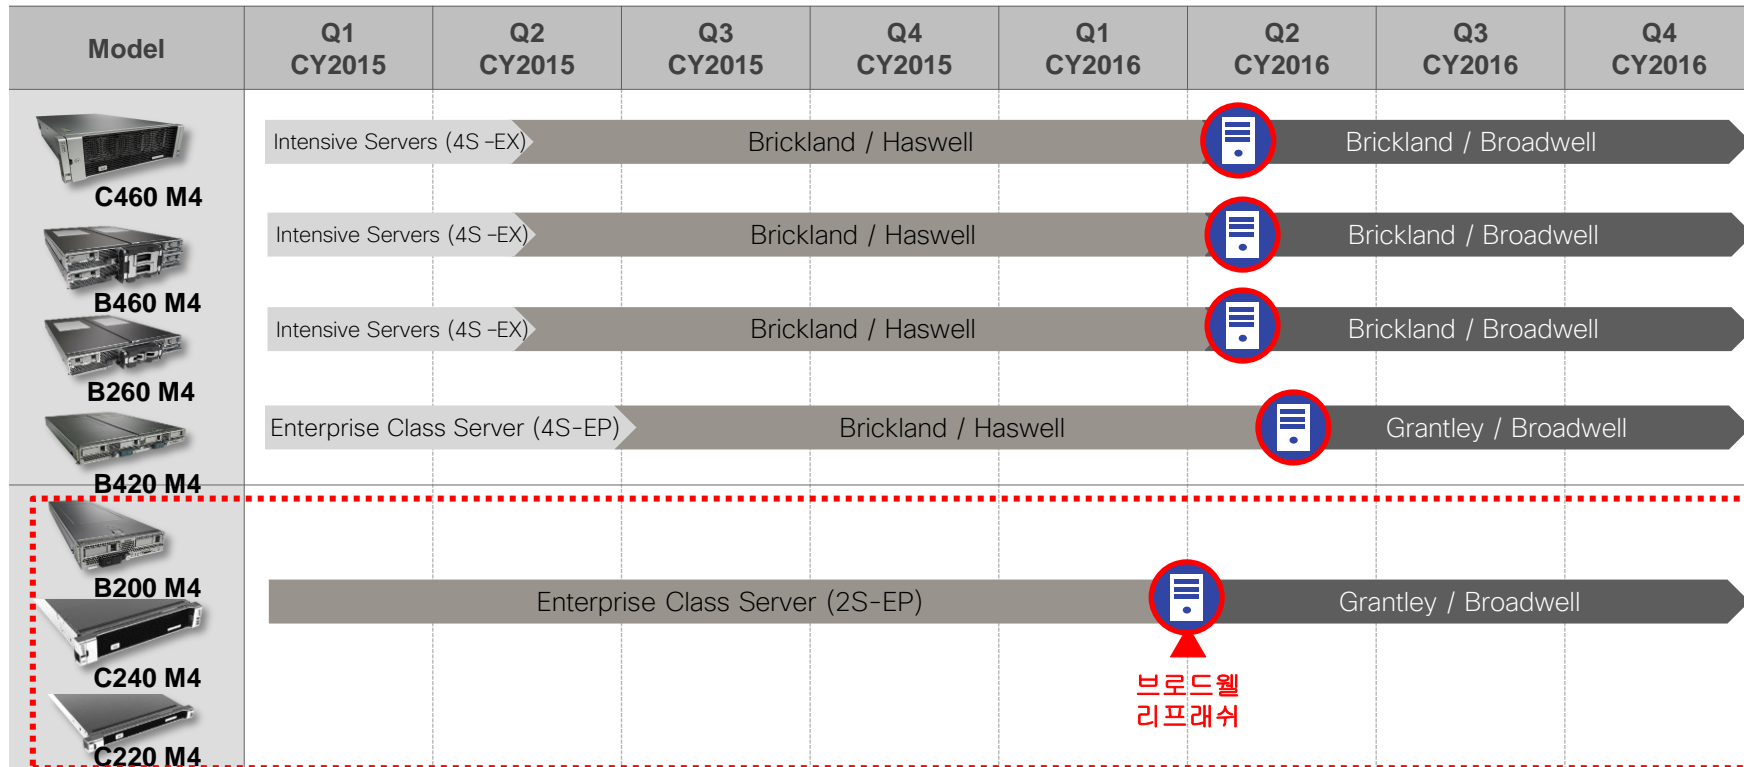 Model
Q1
CY2015
Q2
CY2015
Q3
CY2015
Q4
CY2015
Q1
CY2016
Q2
CY2016
Q3
CY2016
Q4
CY2016
C460 M4
Intensive Servers (4S -EX)
Brickland / Haswell
Brickland / Broadwell
B460 M4
Intensive Servers (4S -EX)
Brickland / Haswell
Brickland / Broadwell
B260 M4
Intensive Servers (4S -EX)
Brickland / Haswell
Brickland / Broadwell
B420 M4
Enterprise Class Server (4S-EP)
Brickland / Haswell
Grantley / Broadwell
B200 M4
C240 M4
C220 M4
Enterprise Class Server (2S-EP)
Grantley / Broadwell
브로드웰
리프래쉬